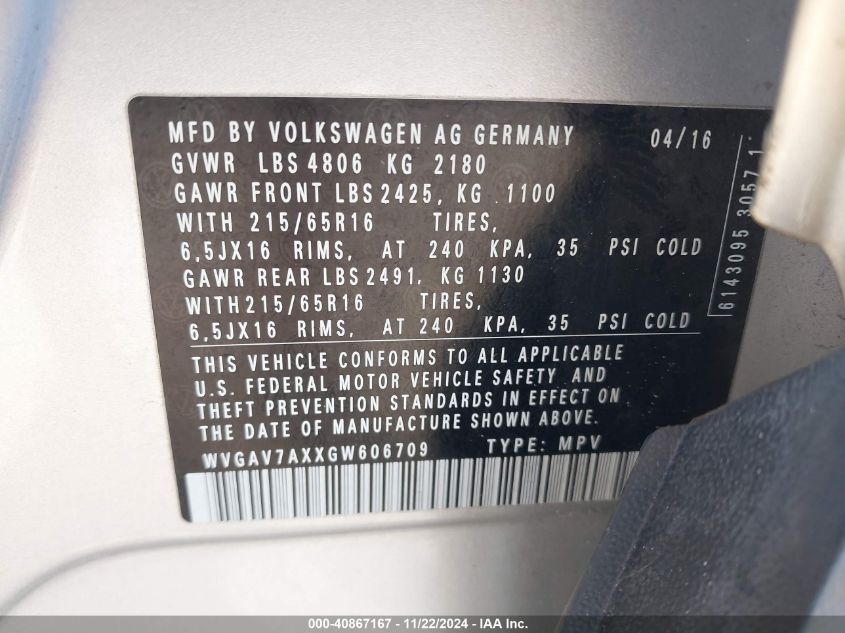 MFD BY VOLKSWAGEN AG GERMANY 04/16
GVWR LBS 4806 KG 2180
GAWR FRONT LBS 2425, KG 1100
WITH 215/65R16 TIRES,
6,5JX16 RIMS, AT 240 KPA, 35 PSI COLD
GAWR REAR LBS 2491, KG 1130
WITH 215/65R16 TIRES,
6,5JX16 RIMS, AT 240 KPA, 35 PSI COLD
THIS VEHICLE CONFORMS TO ALL APPLICABLE
U.S. FEDERAL MOTOR VEHICLE SAFETY AND
THEFT PREVENTION STANDARDS IN EFFECT ON
THE DATE OF MANUFACTURE SHOWN ABOVE.
WVGAV7AXXGW606709 TYPE: MPV
6143095 3057 1
000-40867167 - 11/22/2024 - IAAI Inc.